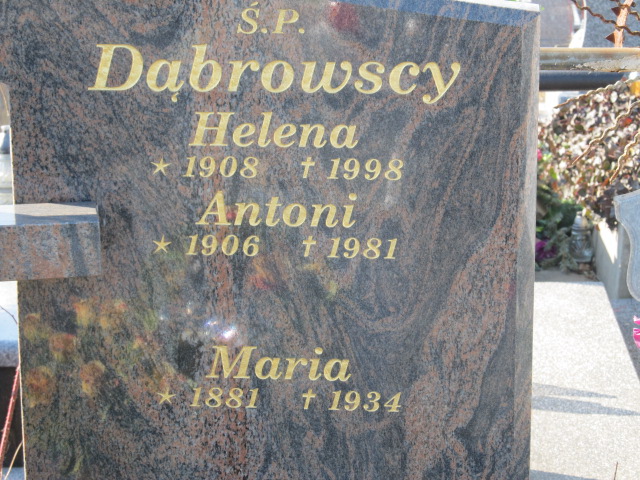 Ś.P.
Dąbrowscy
Helena
★ 1908 † 1998
Antoni
★ 1906 † 1981
Maria
★ 1881 † 1934